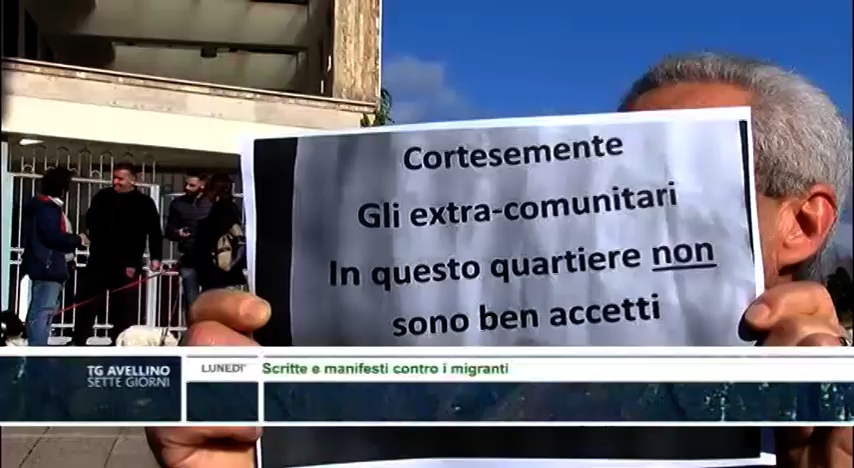 Cortesemente
Gli extra-comunitari
In questo quartiere non
sono ben accetti
TG AVELLINO
SETTE GIORNI
LUNEDI'
Scritte e manifesti contro i migranti